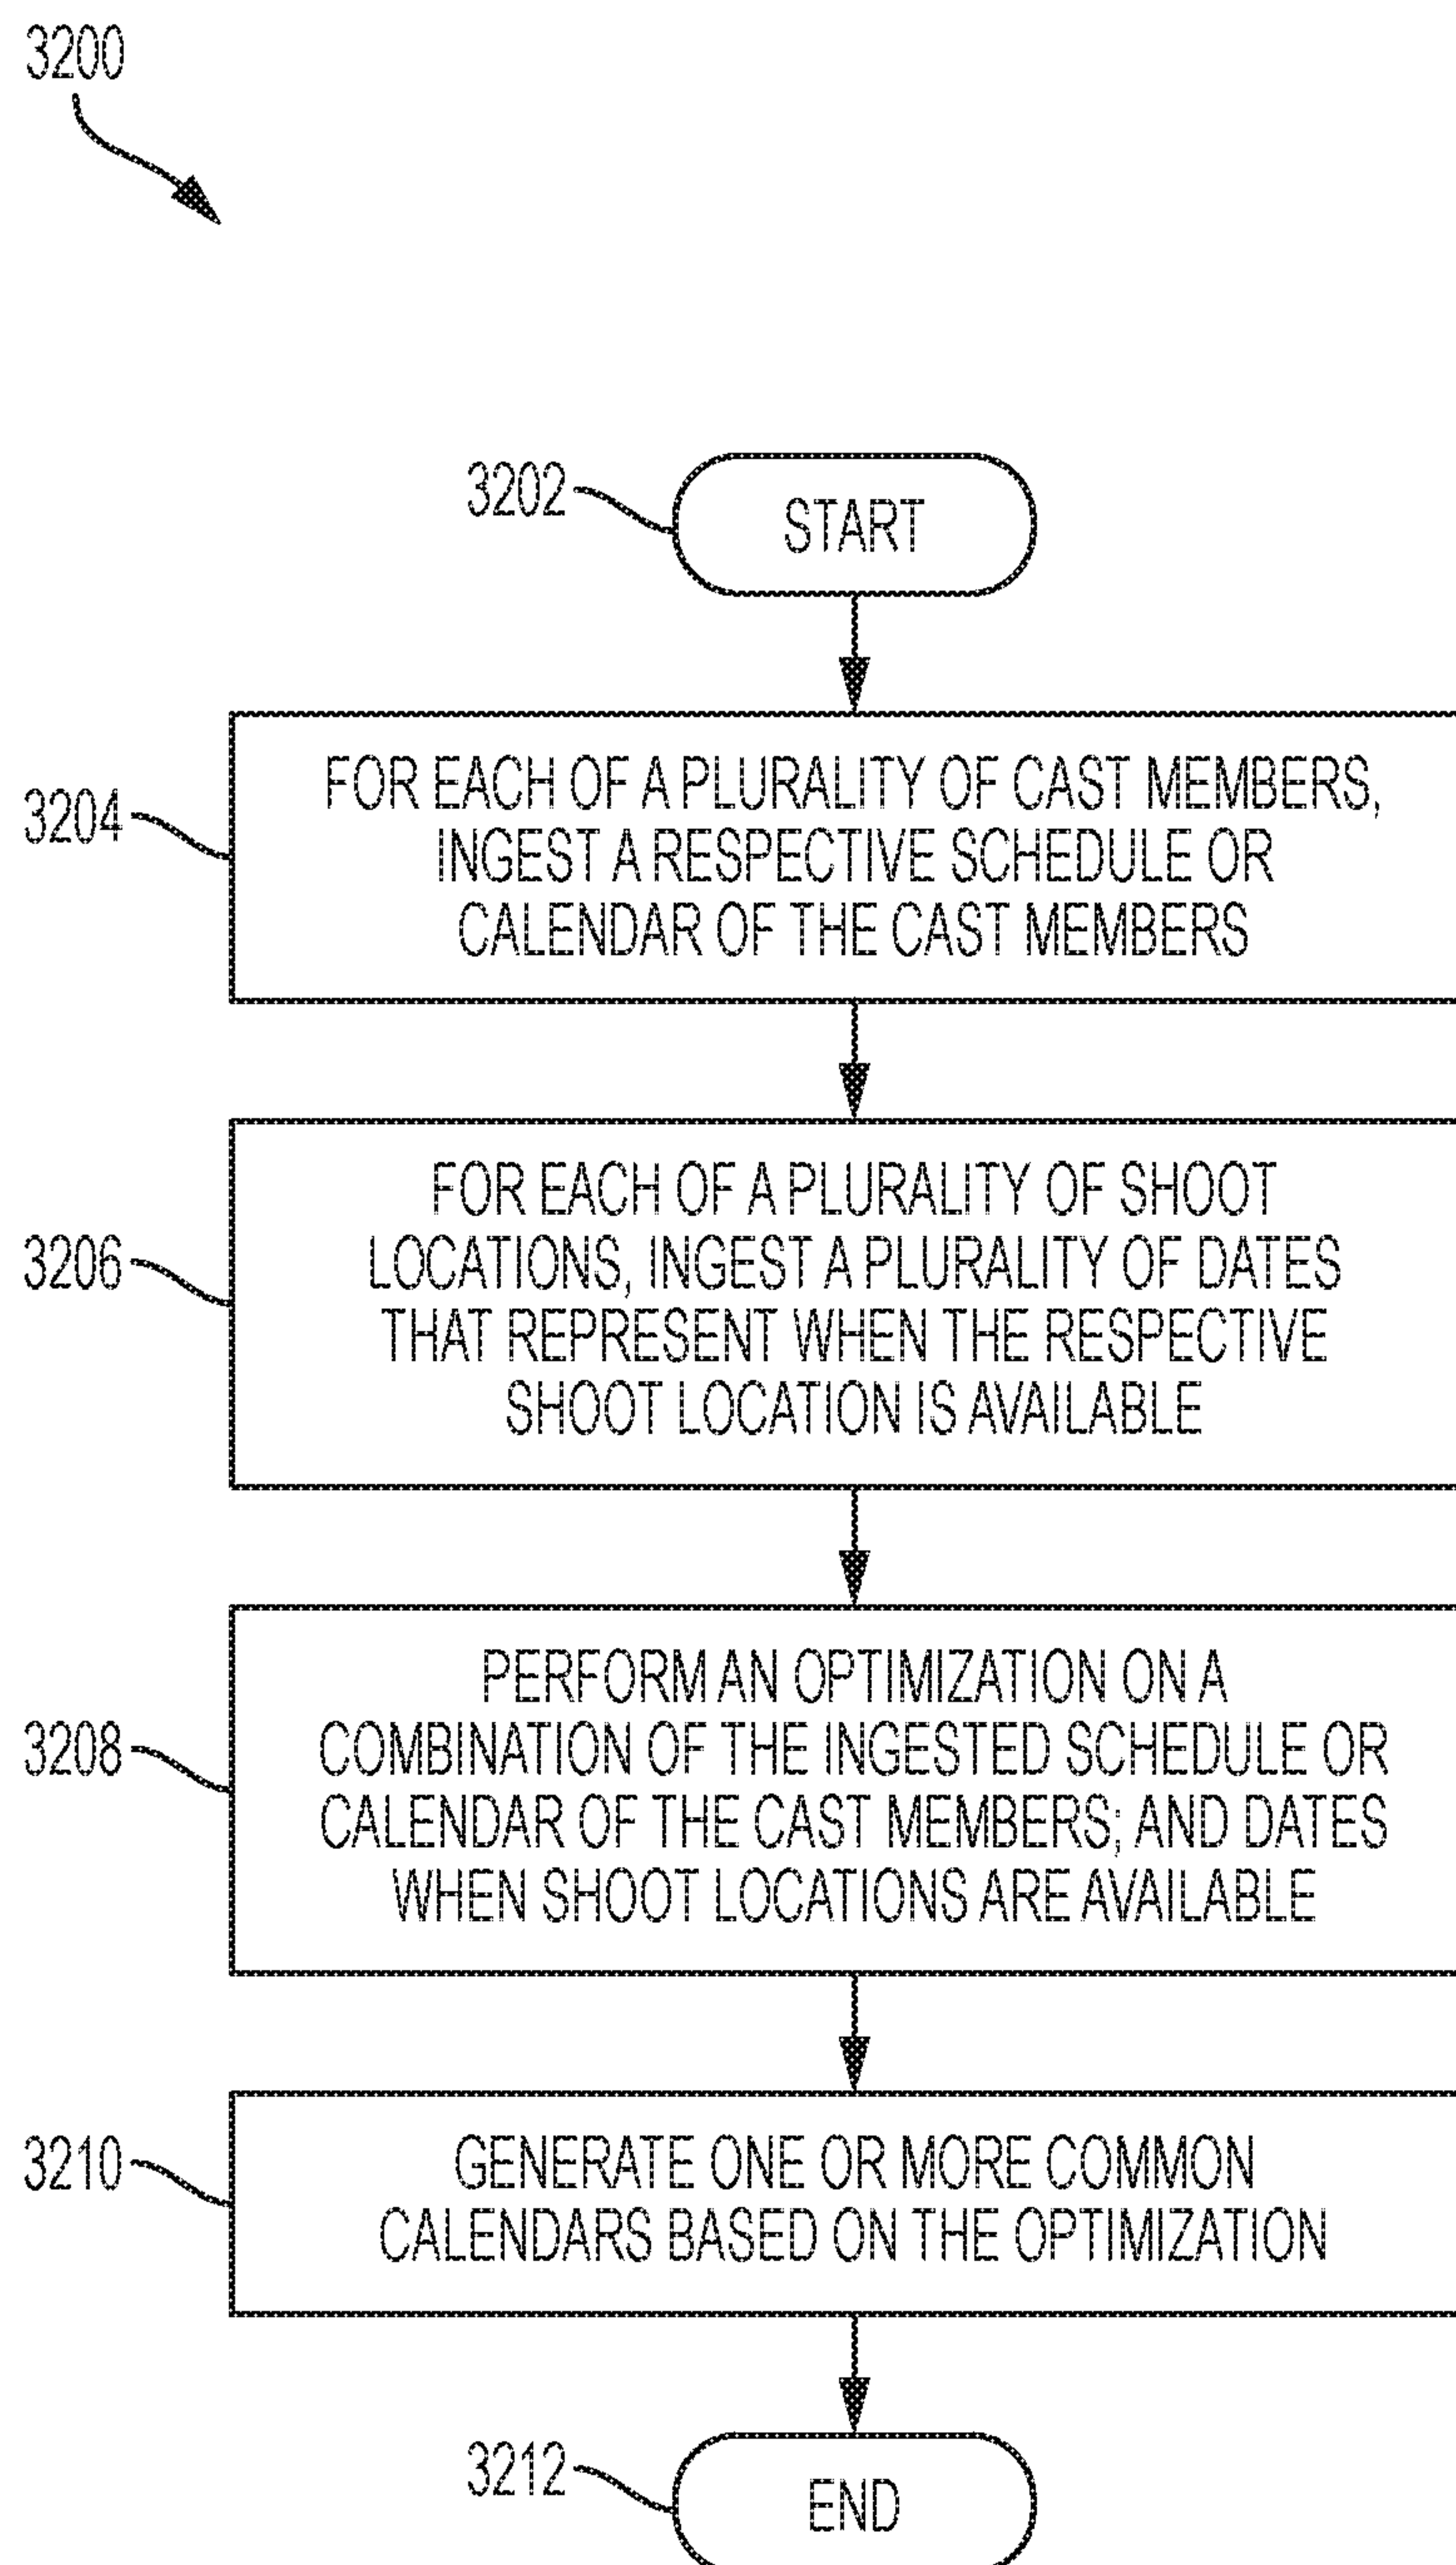 3200
3202
START
3204
FOR EACH OF A PLURALITY OF CAST MEMBERS,
INGEST A RESPECTIVE SCHEDULE OR
CALENDAR OF THE CAST MEMBERS
3206
FOR EACH OF A PLURALITY OF SHOOT
LOCATIONS, INGEST A PLURALITY OF DATES
THAT REPRESENT WHEN THE RESPECTIVE
SHOOT LOCATION IS AVAILABLE
3208
PERFORM AN OPTIMIZATION ON A
COMBINATION OF THE INGESTED SCHEDULE OR
CALENDAR OF THE CAST MEMBERS; AND DATES
WHEN SHOOT LOCATIONS ARE AVAILABLE
3210
GENERATE ONE OR MORE COMMON
CALENDARS BASED ON THE OPTIMIZATION
3212
END